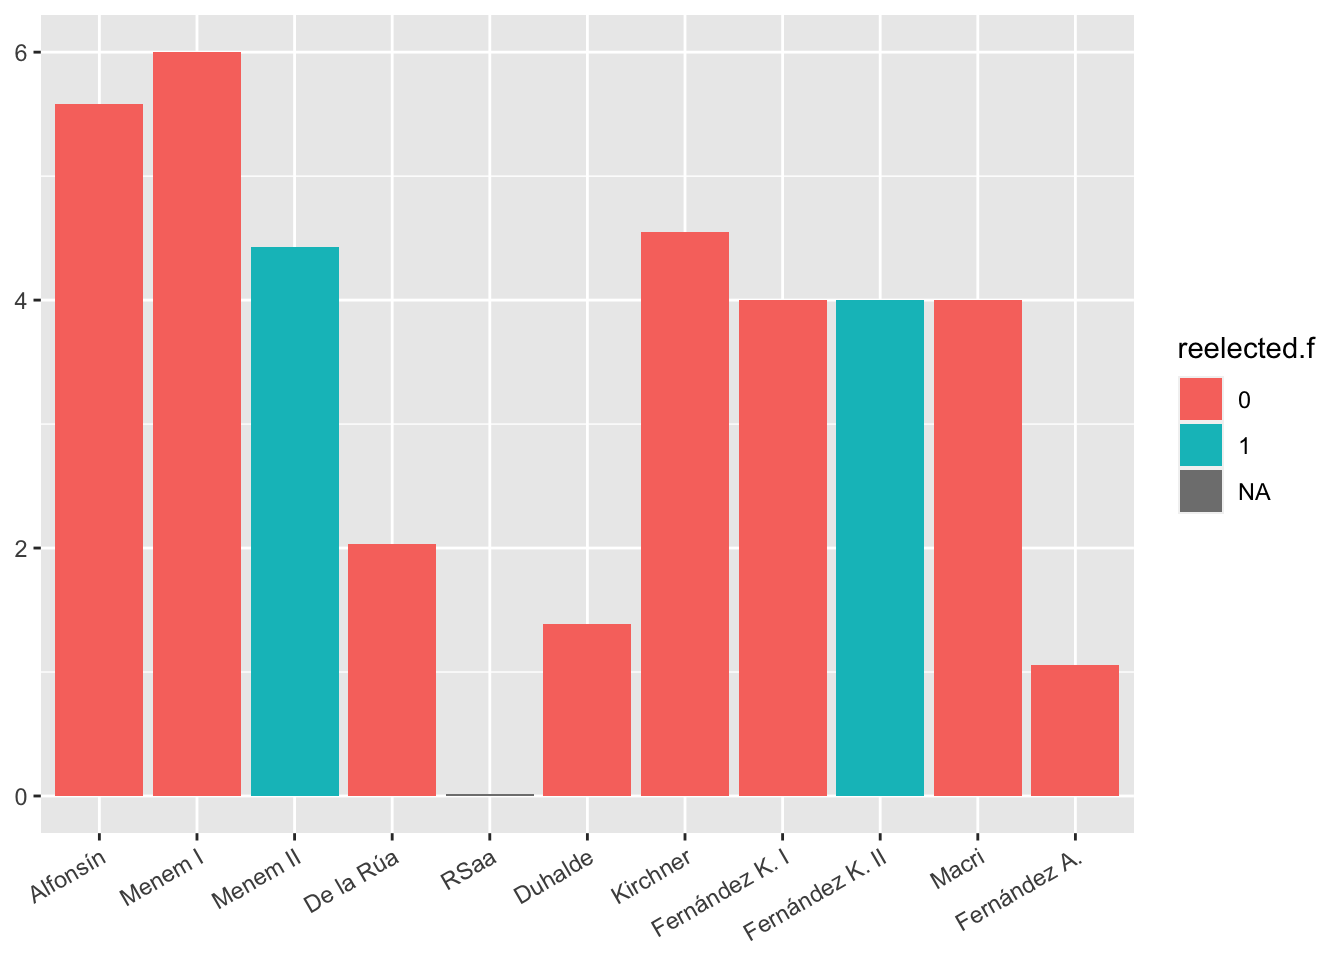 6
4
2
0
Alfonsín
Menem I
Menem II
De la Rúa
RSaa
Duhalde
Kirchner
Fernández K. I
Fernández K. II
Macri
Fernández A.
reelected.f
0
1
NA